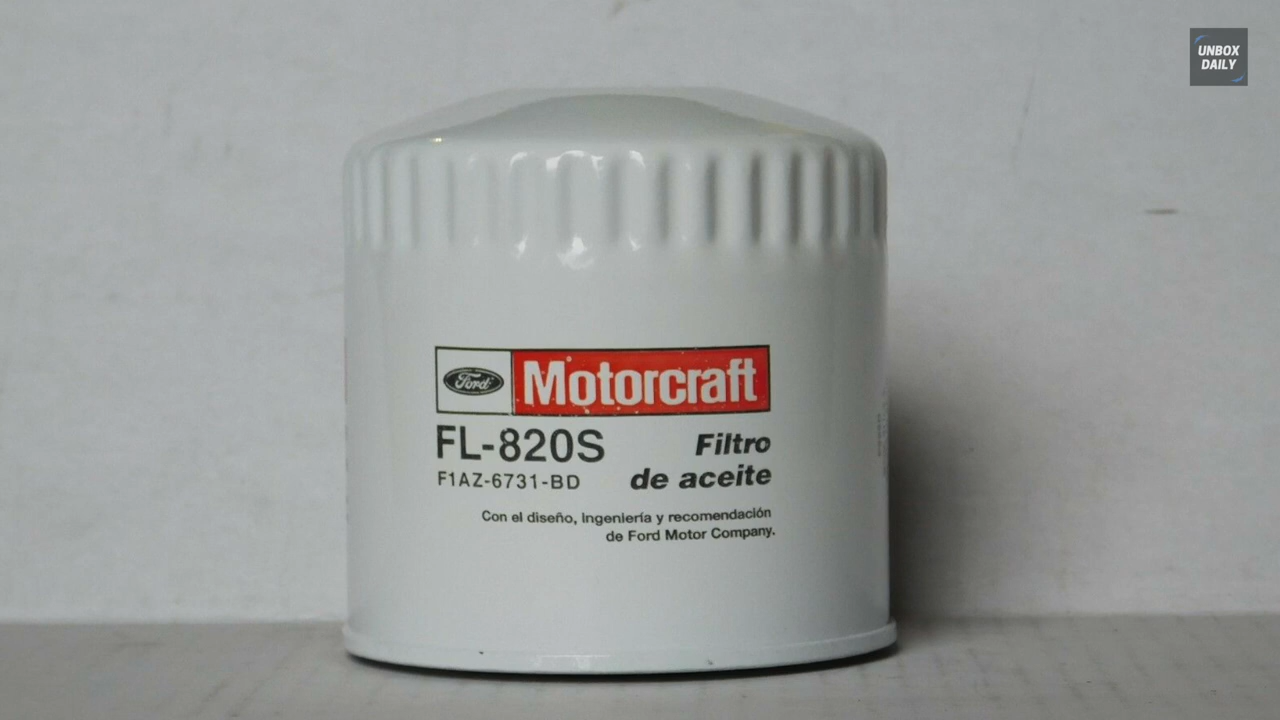 UNBOX
DAILY
Ford
Motorcraft
FL-820S
Filtro
F1AZ-6731-BD
de aceite
Con el diseño, Ingeniería y recomendación
de Ford Motor Company.